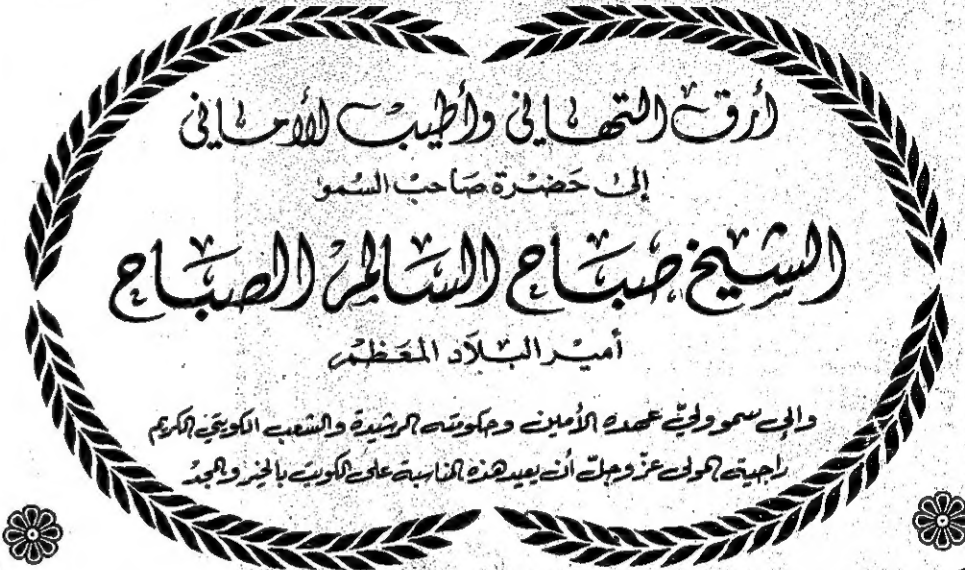 أرق التهاني وأطيب الأماني
إلى حضرة صاحب السمو
الشيخ صباح السالم الصباح
أمير البلاد المعظم
وإلى سمو ولي عهده الأمين وحكومته الرشيدة والشعب الكويتي الكريم
راجية المولى عز وجل أن يعيد هذه المناسبة على الكويت بالخير والمجد